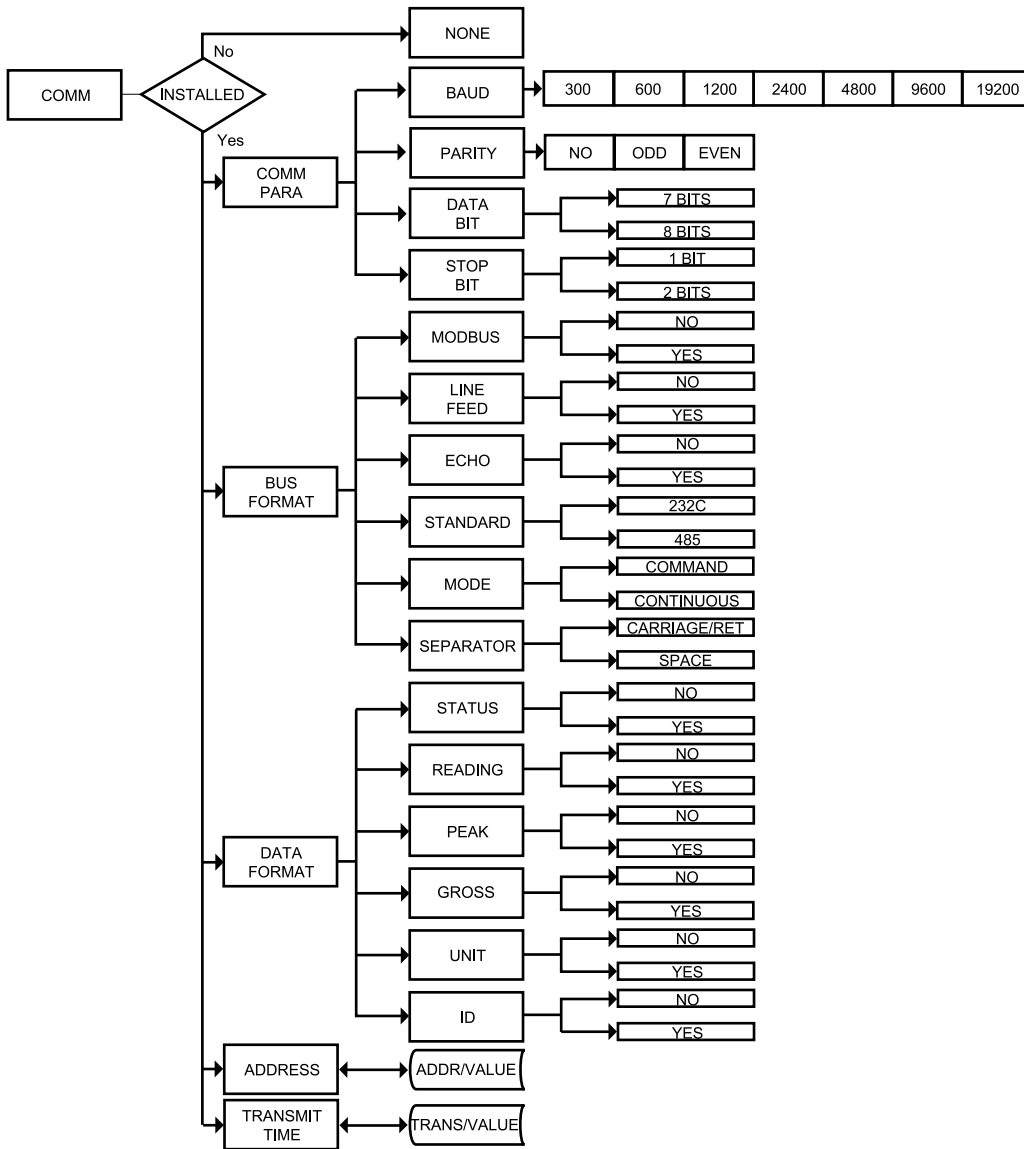 NONE
No
COMM
INSTALLED
BAUD
300 600 1200 2400 4800 9600 19200
Yes
COMM
PARA
PARITY
NO ODD EVEN
DATA
BIT
7 BITS
8 BITS
STOP
BIT
1 BIT
2 BITS
BUS
FORMAT
MODBUS
NO
YES
LINE
FEED
NO
YES
ECHO
NO
YES
STANDARD
232C
485
MODE
COMMAND
CONTINUOUS
SEPARATOR
CARRIAGE/RET
SPACE
DATA
FORMAT
STATUS
NO
YES
READING
NO
YES
PEAK
NO
YES
GROSS
NO
YES
UNIT
NO
YES
ID
NO
YES
ADDRESS
ADDR/VALUE
TRANSMIT
TIME
TRANS/VALUE